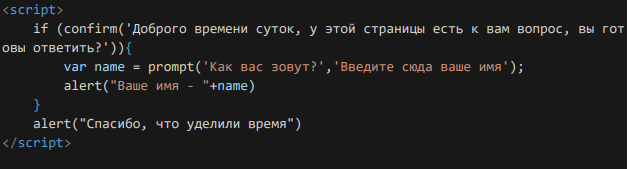 <script>
    if (confirm('Доброго времени суток, у этой страницы есть к вам вопрос, вы гот
овы ответить?')){
        var name = prompt('Как вас зовут?','Введите сюда ваше имя');
        alert("Ваше имя - "+name)
    }
    alert("Спасибо, что уделили время")
</script>